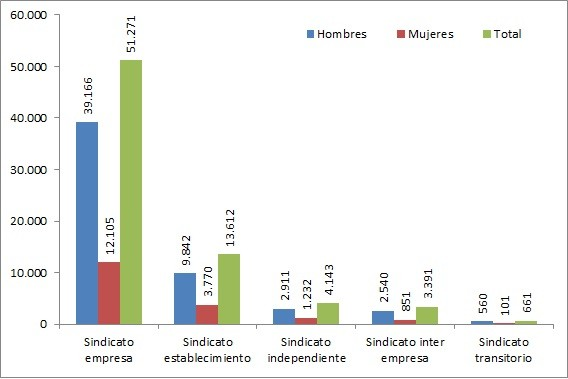 60.000
50.000
40.000
30.000
20.000
10.000
0
Hombres Mujeres Total
39.166
12.105
51.271
9.842
3.770
13.612
2.911
1.232
4.143
2.540
851
3.391
560
101
661
Sindicato
empresa
Sindicato
establecimiento
Sindicato
independiente
Sindicato inter
empresa
Sindicato
transitorio